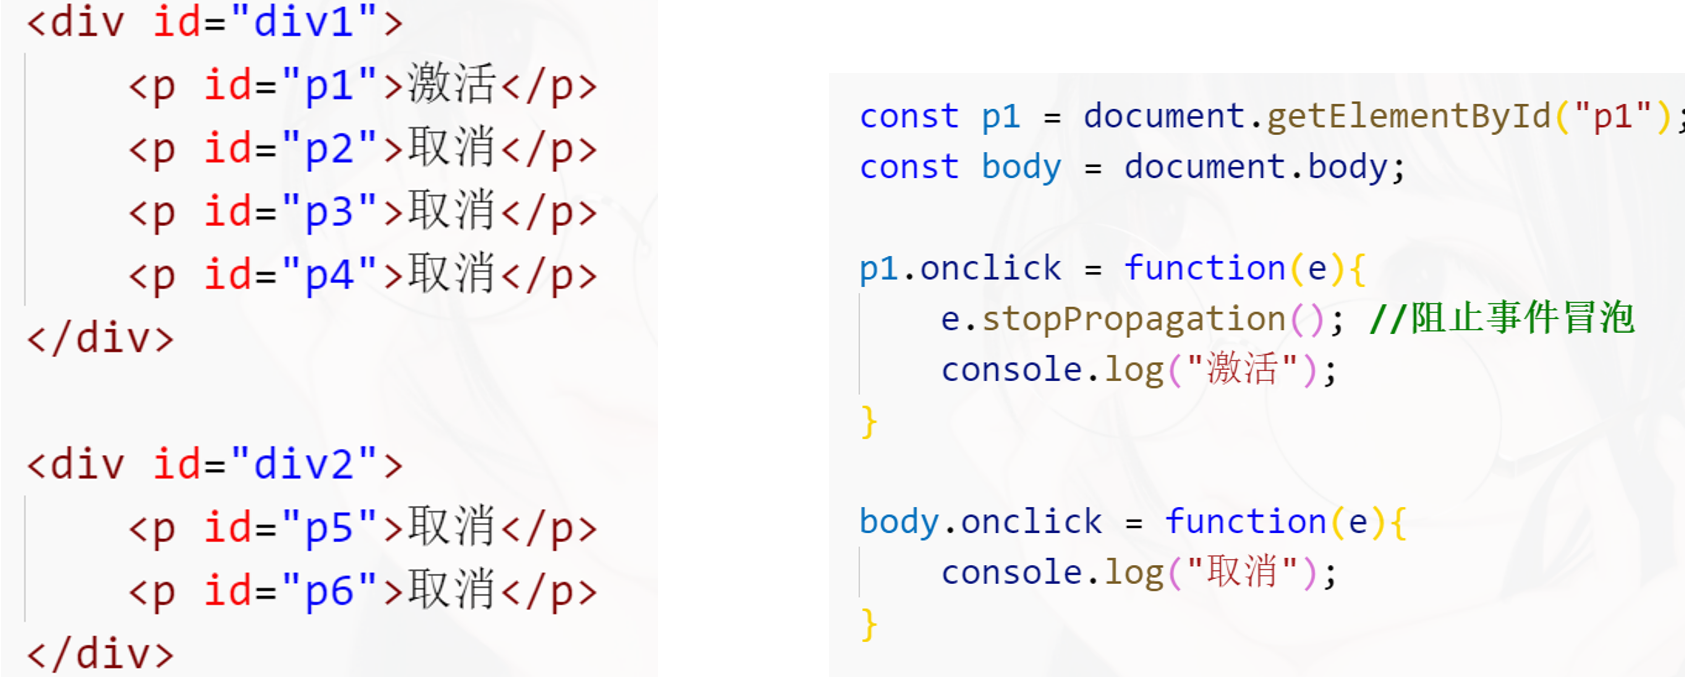 <div id="div1">
<p id="p1">激活</p>
<p id="p2">取消</p>
<p id="p3">取消</p>
<p id="p4">取消</p>
</div>
<div id="div2">
<p id="p5">取消</p>
<p id="p6">取消</p>
</div>
const p1 = document.getElementById("p1");
const body = document.body;
p1.onclick = function(e){
e.stopPropagation(); //阻止事件冒泡
console.log("激活");
}
body.onclick = function(e){
console.log("取消");
}